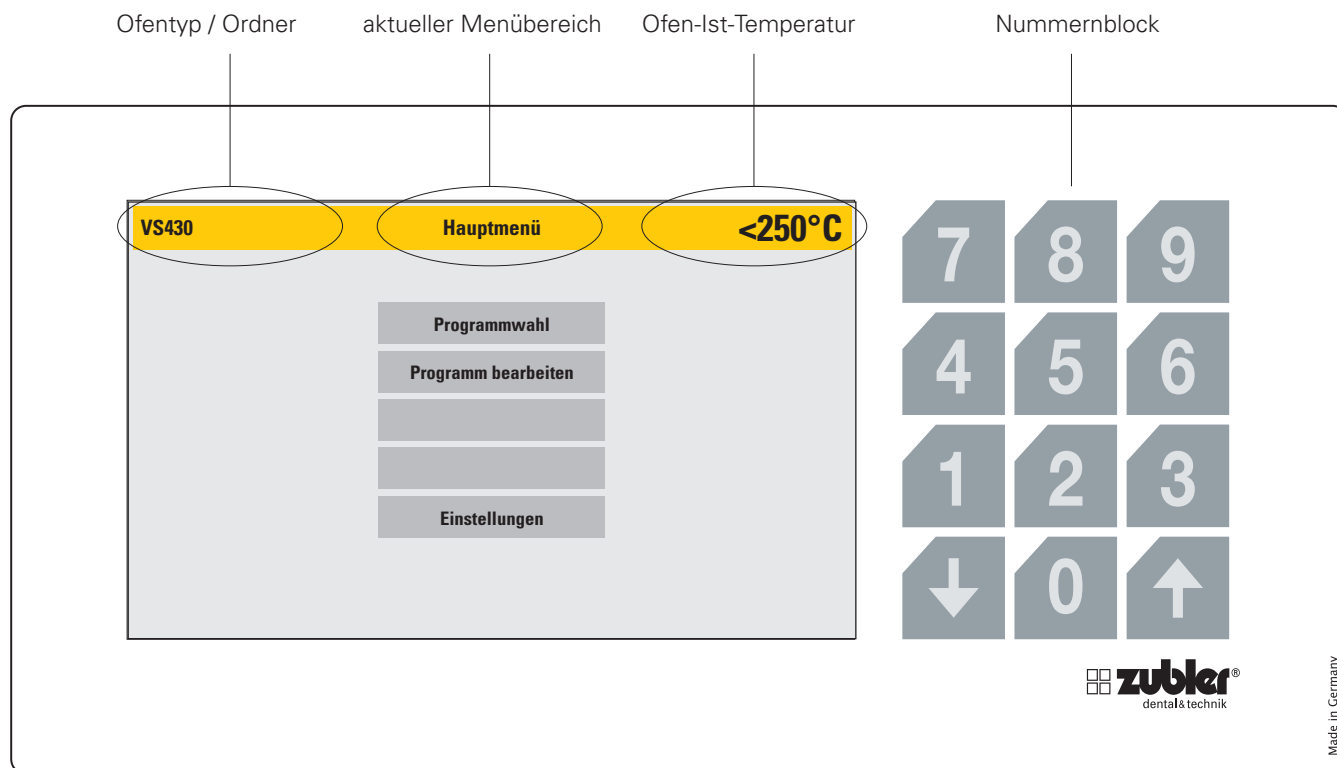 Ofentyp / Ordner
aktueller Menübereich
Ofen-Ist-Temperatur
Nummernblock
VS430
Hauptmenü
<250°C
Programmwahl
Programm bearbeiten
Einstellungen
7 8 9
4 5 6
1 2 3
↓ 0 ↑
zubler®
dental&technik
Made in Germany